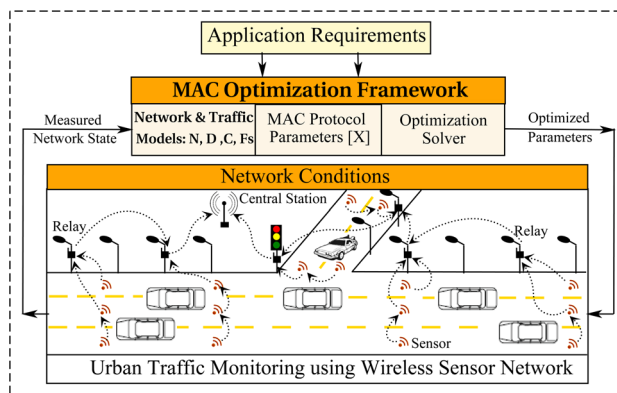 Application Requirements
MAC Optimization Framework
Measured
Network State
Network & Traffic
Models: N, D ,C, Fs
MAC Protocol
Parameters [X]
Optimization
Solver
Optimized
Parameters
Network Conditions
Central Station
Relay
Relay
Sensor
Urban Traffic Monitoring using Wireless Sensor Network